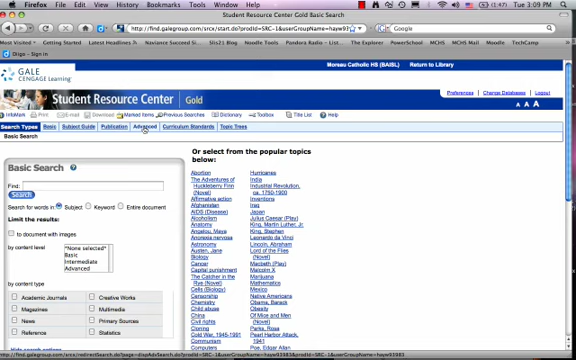 Firefox File Edit View History Bookmarks Tools Window Help (1:47) Tue 3:09 PM
Student Resource Center Gold Basic Search
http://find.galegroup.com/srcx/start.do?prodId=SRC-1&userGroupName=hayw93983 Google
Most Visited Getting Started Latest Headlines Naviance Succeed Noodle Tools Pandora Radio The Explorer PowerSchool MCHS Mail MCHS Moodle TechCamp
Diigo - Sign in
GALE
CENGAGE Learning
Moreau Catholic HS (BAISL) Return to Library
Student Resource Center Gold
Preferences Change Databases Logout
A A A
InfoMark Print E-mail Download Marked Items Previous Searches Dictionary Toolbox Title List Help
Search Types Basic Subject Guide Publication Advanced Curriculum Standards Topic Trees
Basic Search
Basic Search ?
Find:
Search
Search for words in: Subject Keyword Entire document
Limit the results:
to document with images
by content level
*None selected*
Basic
Intermediate
Advanced
by content type
Academic Journals Creative Works
Magazines Multimedia
News Primary Sources
Reference Statistics
Hide search options
Or select from the popular topics
below:
Abortion
The Adventures of
Huckleberry Finn
(Novel)
Affirmative action
Afghanistan
AIDS (Disease)
Alcoholism
Anatomy
Angelou, Maya
Anorexia nervosa
Astronomy
Austen, Jane
Biology
Cancer
Capital punishment
The Catcher in the
Rye (Novel)
Cells (Biology)
Censorship
Chemistry
Child abuse
China
Civil rights
Cloning
Cold War, 1945-1991
Communism
Hurricanes
India
Industrial Revolution,
ca. 1750-1900
Inventions
Iraq
Japan
Julius Caesar (Play)
King, Martin Luther, Jr.
King, Stephen
Leonardo da Vinci
Lincoln, Abraham
Lord of the Flies
(Novel)
Macbeth (Play)
Malcolm X
Marijuana
Mathematics
Mexico
Native Americans
Obama, Barack
Obesity
Of Mice and Men
(Novel)
Parks, Rosa
Pearl Harbor, Attack,
1941